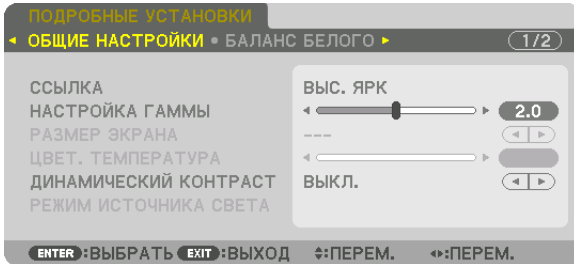 ПОДРОБНЫЕ УСТАНОВКИ
ОБЩИЕ НАСТРОЙКИ • БАЛАНС БЕЛОГО 1/2
ССЫЛКА ВЫС. ЯРК
НАСТРОЙКА ГАММЫ 2.0
РАЗМЕР ЭКРАНА ---
ЦВЕТ. ТЕМПЕРАТУРА
ДИНАМИЧЕСКИЙ КОНТРАСТ ВЫКЛ.
РЕЖИМ ИСТОЧНИКА СВЕТА
ENTER :ВЫБРАТЬ EXIT :ВЫХОД :ПЕРЕМ. :ПЕРЕМ.